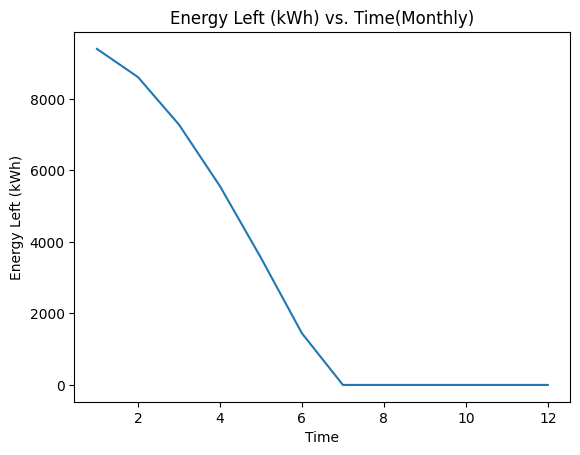 Energy Left (kWh) vs. Time(Monthly)
Energy Left (kWh)
8000
6000
4000
2000
0
2 4 6 8 10 12
Time